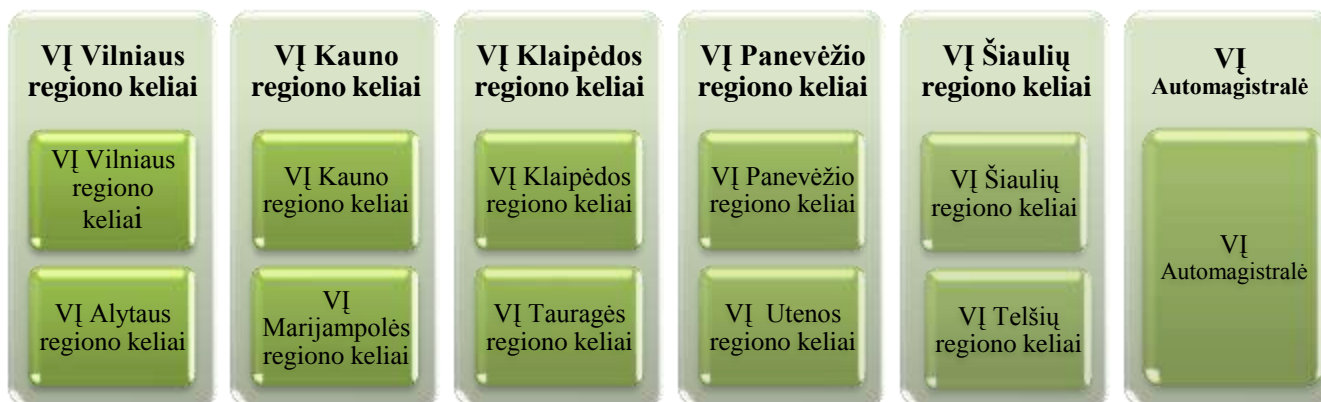 VĮ Vilniaus
regiono keliai
VĮ Vilniaus
regiono
keliai
VĮ Alytaus
regiono keliai
VĮ Kauno
regiono keliai
VĮ Kauno
regiono keliai
VĮ
Marijampolės
regiono keliai
VĮ Klaipėdos
regiono keliai
VĮ Klaipėdos
regiono keliai
VĮ Tauragės
regiono keliai
VĮ Panevėžio
regiono keliai
VĮ Panevėžio
regiono keliai
VĮ Utenos
regiono keliai
VĮ Šiaulių
regiono keliai
VĮ Šiaulių
regiono keliai
VĮ Telšių
regiono keliai
VĮ
Automagistralė
VĮ
Automagistralė